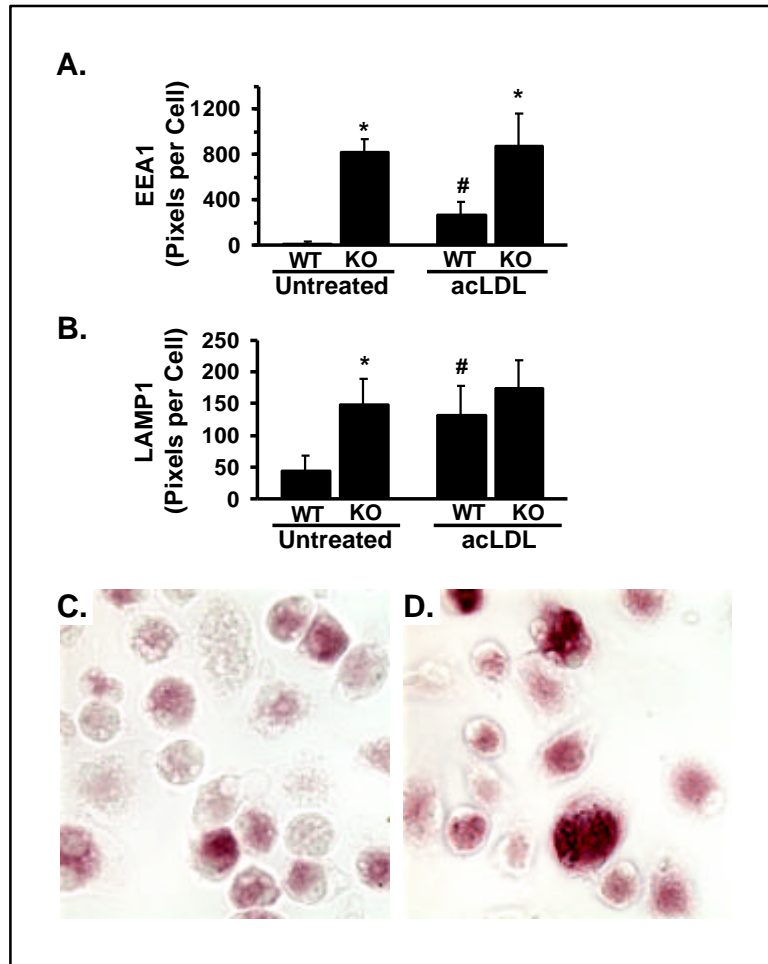 A.
EEA1
(Pixels per Cell)
1200
800
400
0
*
#
*
WT KO WT KO
Untreated acLDL
B.
LAMP1
(Pixels per Cell)
250
200
150
100
50
0
*
#
WT KO WT KO
Untreated acLDL
C. D.